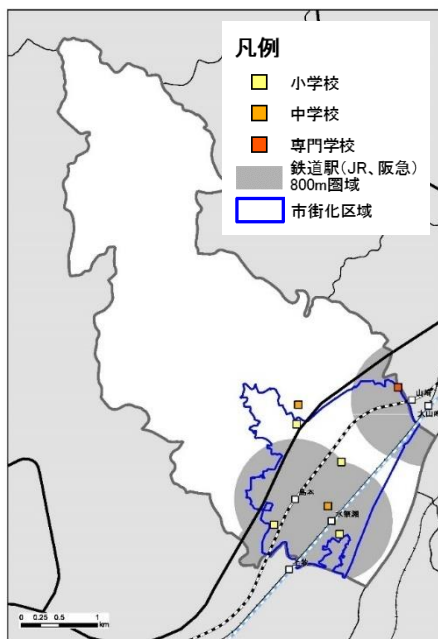 凡例
小学校
中学校
専門学校
鉄道駅(JR、阪急)
800m圏域
市街化区域
山崎
大山崎
島本
水無瀬
上牧
0 0.25 0.5 1
km